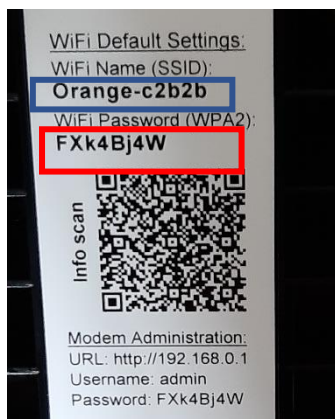 WiFi Default Settings:
WiFi Name (SSID):
Orange-c2b2b
WiFi Password (WPA2):
FXk4Bj4W
Info scan
Modem Administration:
URL: http://192.168.0.1
Username: admin
Password: FXk4Bj4W